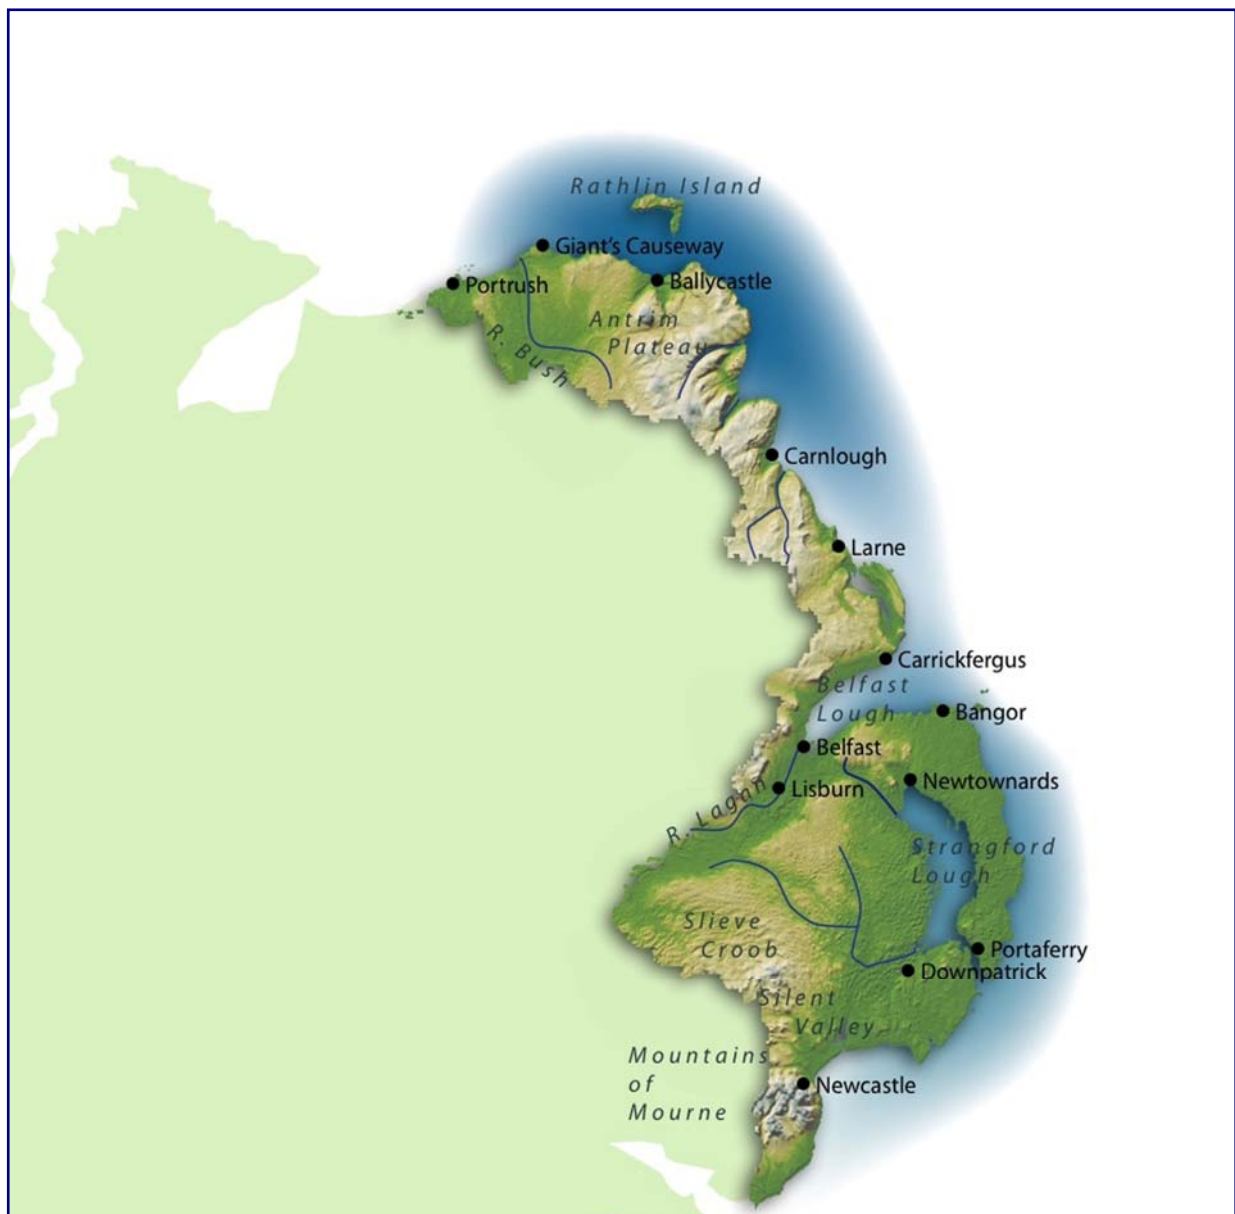 Rathlin Island
Giant's Causeway
Portrush
Ballycastle
Antrim
Plateau
R. Bush
Carnlough
Larne
Carrickfergus
Belfast
Lough
Bangor
Belfast
Newtownards
Lisburn
R. Lagan
Strangford
Lough
Slieve
Croob
Portaferry
Downpatrick
Silent
Valley
Mountains
of
Mourne
Newcastle